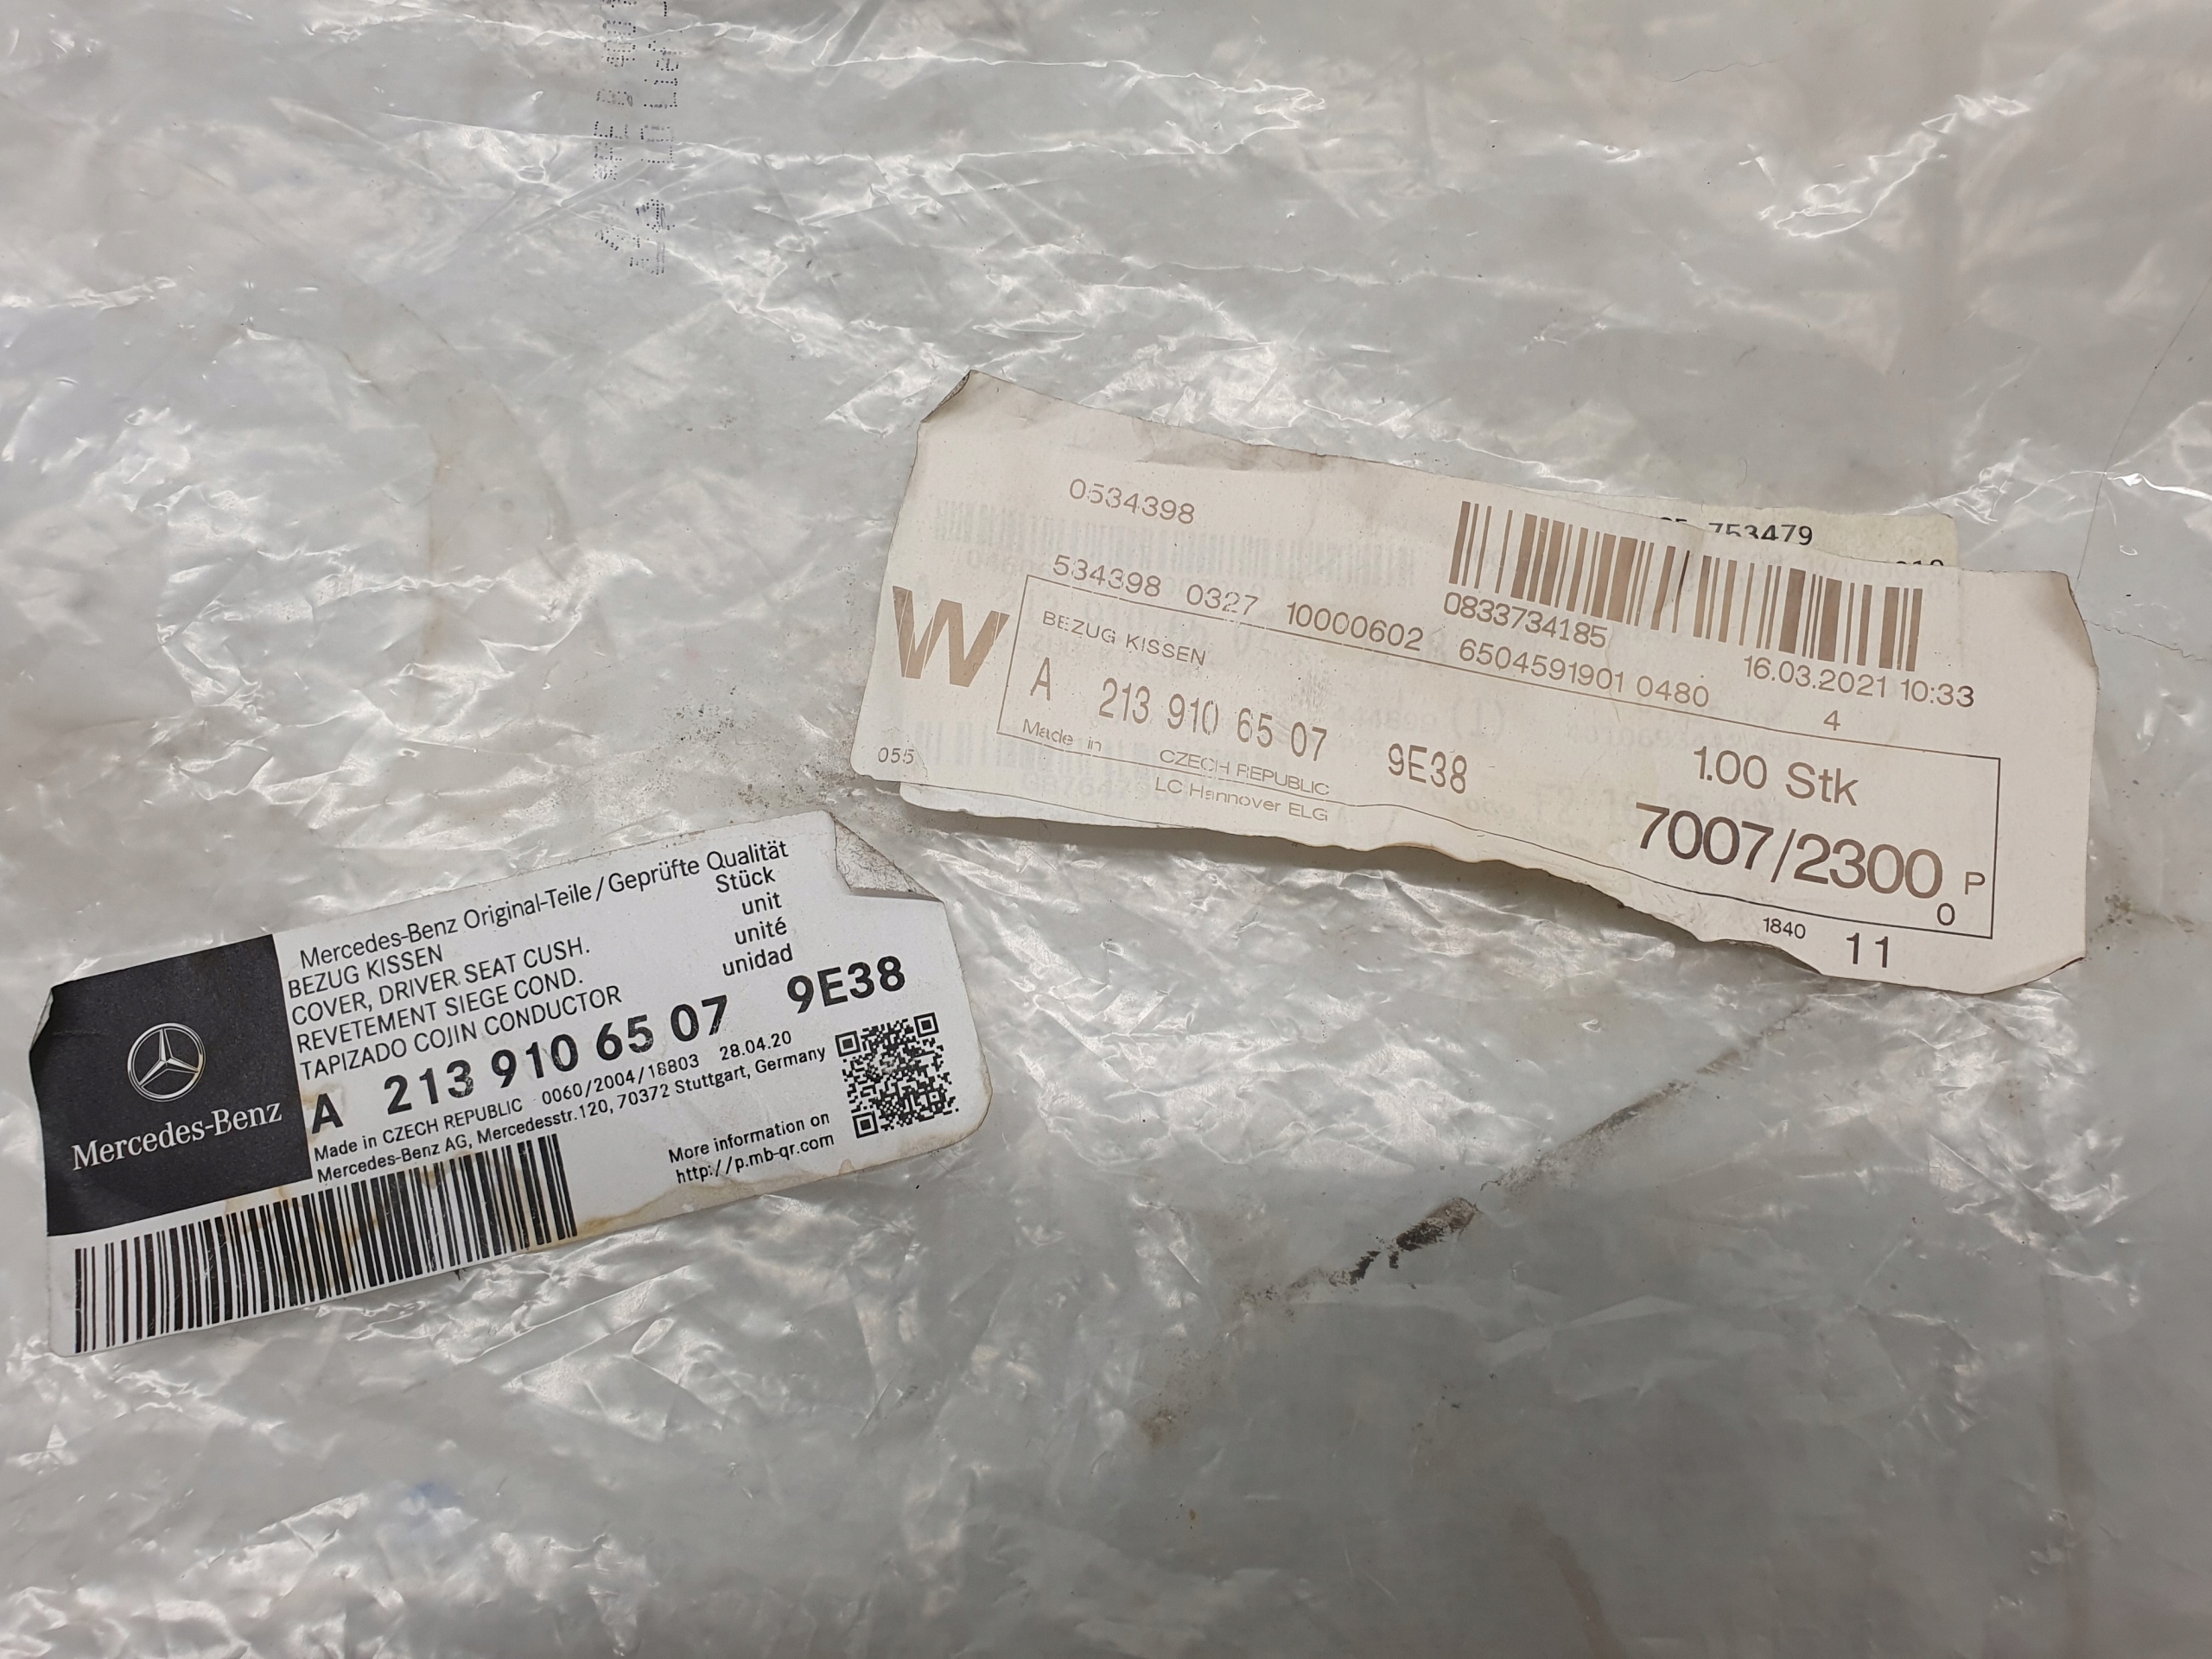 0534398
753479
534398 0327 10000602 6504591901 0480
0833734185
16.03.2021 10:33
4
W
BEZUG KISSEN
A 213 910 65 07 9E38
1.00 Stk
Made in CZECH REPUBLIC
7007/2300 P
0
055
LC Hannover ELG
1840 11
Mercedes-Benz Original-Teile/Geprüfte Qualität
BEZUG KISSEN Stück
COVER, DRIVER SEAT CUSH. unit
REVETEMENT SIEGE COND. unité
TAPIZADO COJIN CONDUCTOR unidad
A 213 910 65 07 9E38
Made in CZECH REPUBLIC 0060/2004/18803 28.04.20
Mercedes-Benz AG, Mercedesstr.120, 70372 Stuttgart, Germany
More information on
http://p.mb-qr.com
Mercedes-Benz